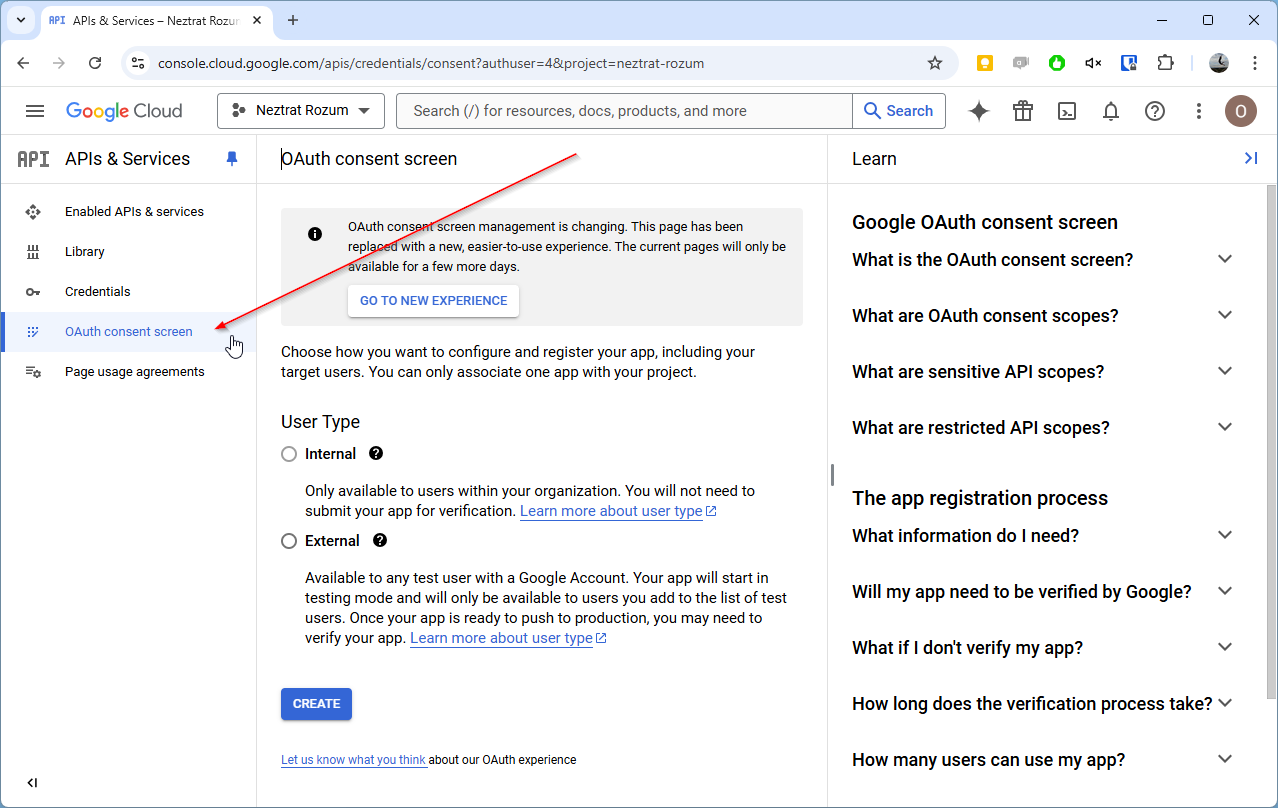 API APIs & Services – Neztrat Rozu
console.cloud.google.com/apis/credentials/consent?authuser=4&project=neztrat-rozum
Google Cloud
Neztrat Rozum
Search (/) for resources, docs, products, and more
Search
O
API APIs & Services
Enabled APIs & services
Library
Credentials
OAuth consent screen
Page usage agreements
OAuth consent screen
OAuth consent screen management is changing. This page has been
replaced with a new, easier-to-use experience. The current pages will only be
available for a few more days.
GO TO NEW EXPERIENCE
Choose how you want to configure and register your app, including your
target users. You can only associate one app with your project.
User Type
Internal
Only available to users within your organization. You will not need to
submit your app for verification. Learn more about user type
External
Available to any test user with a Google Account. Your app will start in
testing mode and will only be available to users you add to the list of test
users. Once your app is ready to push to production, you may need to
verify your app. Learn more about user type
CREATE
Let us know what you think about our OAuth experience
Learn
Google OAuth consent screen
What is the OAuth consent screen?
What are OAuth consent scopes?
What are sensitive API scopes?
What are restricted API scopes?
The app registration process
What information do I need?
Will my app need to be verified by Google?
What if I don't verify my app?
How long does the verification process take?
How many users can use my app?